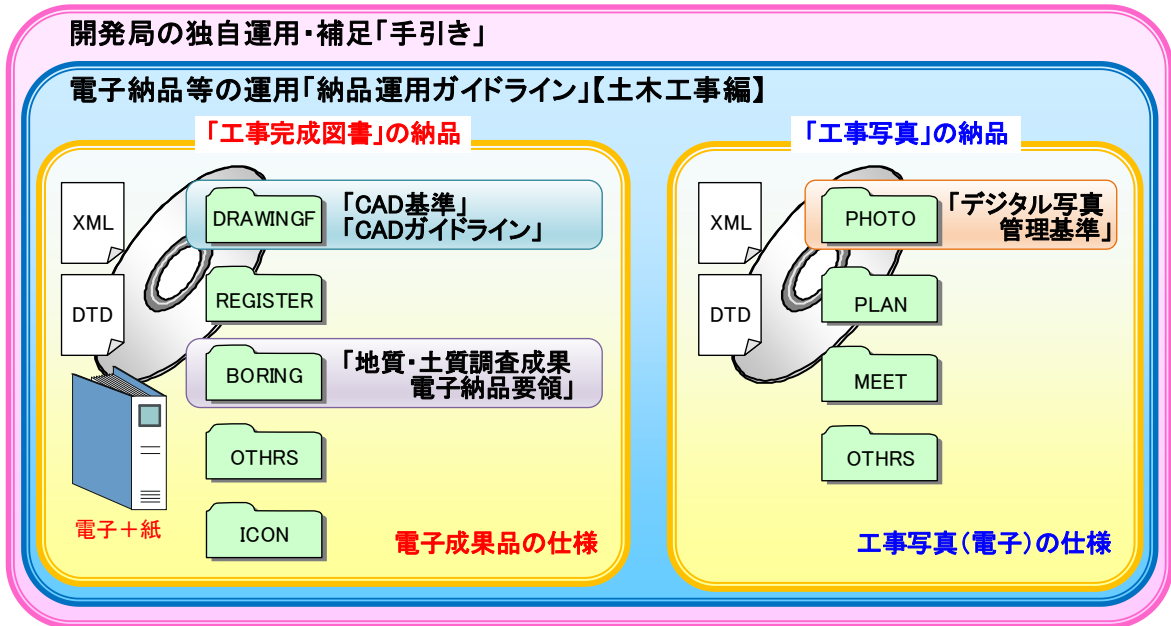 開発局の独自運用・補足「手引き」
電子納品等の運用「納品運用ガイドライン」【土木工事編】
「工事完成図書」の納品
XML
DTD
DRAWINGF
「CAD基準」
「CADガイドライン」
REGISTER
BORING
「地質・土質調査成果
電子納品要領」
OTHRS
ICON
電子＋紙
電子成果品の仕様
「工事写真」の納品
XML
DTD
PHOTO
「デジタル写真
管理基準」
PLAN
MEET
OTHRS
工事写真(電子)の仕様